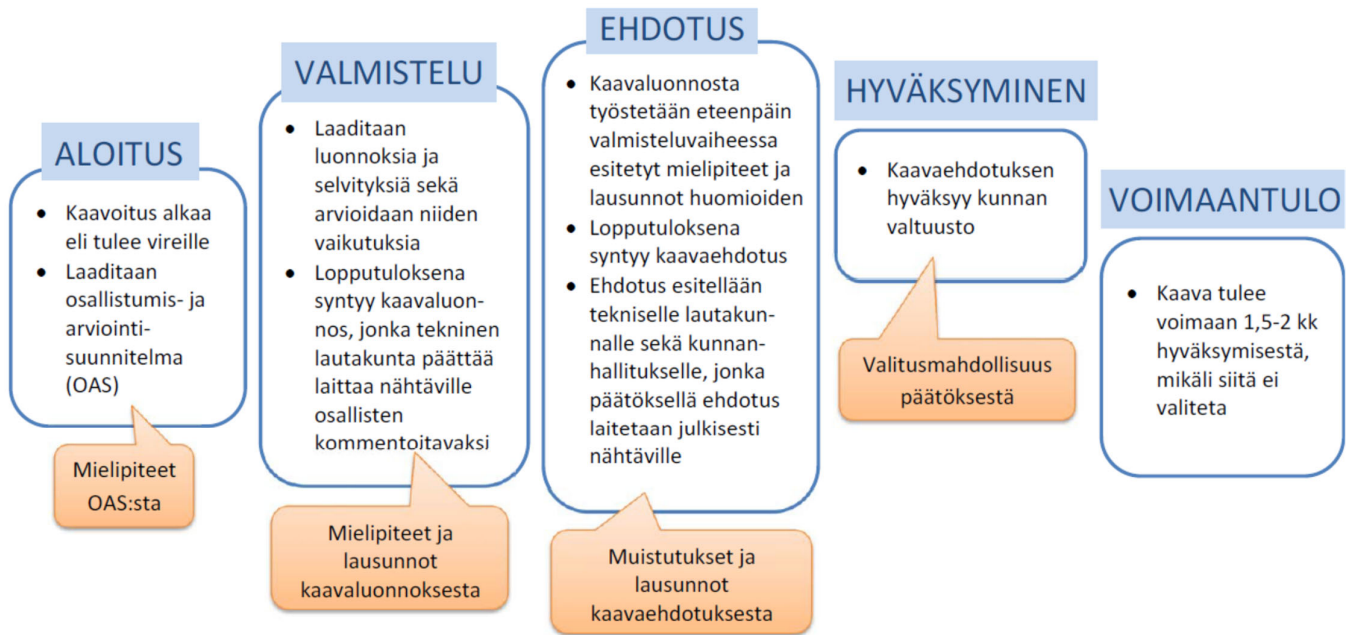 ALOITUS
• Kaavoitus alkaa
eli tulee vireille
• Laaditaan
osallistumis- ja
arviointi-
suunnitelma
(OAS)
Mielipiteet
OAS:sta
VALMISTELU
• Laaditaan
luonnoksia ja
selvityksiä sekä
arvioidaan niiden
vaikutuksia
• Lopputuloksena
syntyy kaavaluon-
nos, jonka tekninen
lautakunta päättää
laittaa nähtäville
osallisten
kommentoitavaksi
Mielipiteet ja
lausunnot
kaavaluonnoksesta
EHDOTUS
• Kaavaluonnosta
työstetään eteenpäin
valmisteluvaiheessa
esitetyt mielipiteet ja
lausunnot huomioiden
• Lopputuloksena
syntyy kaavaehdotus
• Ehdotus esitellään
tekniselle lautakun-
nalle sekä kunnan-
hallitukselle, jonka
päätöksellä ehdotus
laitetaan julkisesti
nähtäville
Muistutukset ja
lausunnot
kaavaehdotuksesta
HYVÄKSYMINEN
• Kaavaehdotuksen
hyväksyy kunnan
valtuusto
Valitusmahdollisuus
päätöksestä
VOIMAANTULO
• Kaava tulee
voimaan 1,5-2 kk
hyväksymisestä,
mikäli siitä ei
valiteta